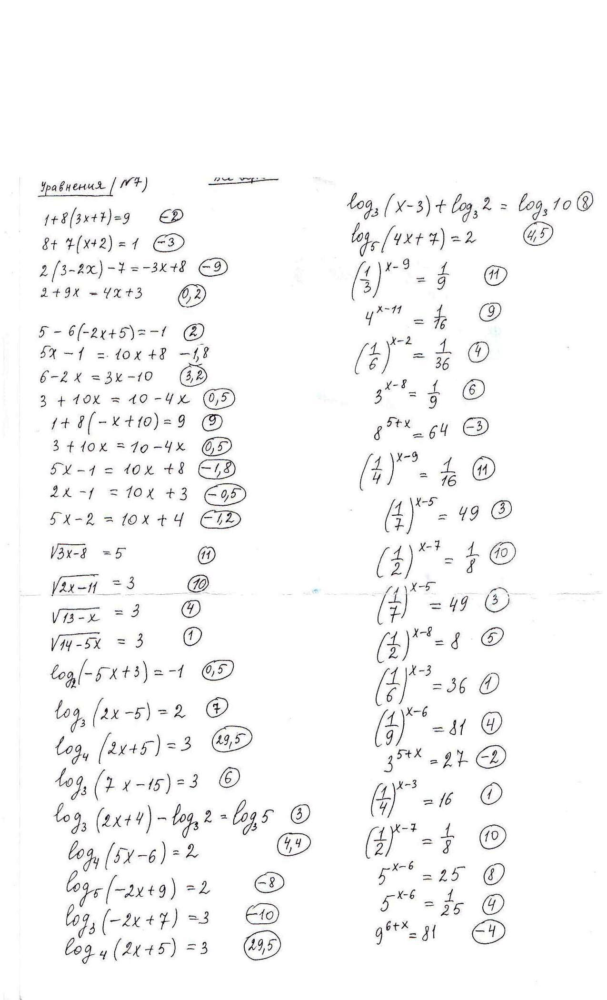 Уравнения (№7)
1+8(3x+7)=9 -2
8+ 7(x+2) = 1 -3
2(3-2x)-7=-3x+8 -9
2+9x = 4x+3 0,2
5 - 6(-2x+5)=-1 2
5x - 1 = 10x +8 -1,8
6-2x = 3x-10 3,2
3 + 10x = 10 - 4x 0,5
1+ 8(-x+10)= 9 9
3 + 10x = 10-4x 0,5
5x-1 = 10x +8 -1,8
2x -1 = 10x + 3 -0,5
5x-2 = 10x + 4 -1,2
√3x-8 = 5 11
√2x-11 = 3 10
√13-x = 3 4
√14-5x = 3 1
log₂(-5x+3)=-1 0,5
log₃(2x-5) = 2 7
log₄(2x+5) = 3 29,5
log₃(7x-15) = 3 6
log₃(2x+4) - log₃2 = log₃5 3
log₄(5x-6) = 2 4,4
log₅(-2x+9) = 2 -8
log₃(-2x+7) = 3 -10
log₄(2x+5) = 3 29,5
log₃(x-3)+log₃2 = log₃10 8
log₅(4x+7)=2 4,5
(1/3)^x-9 = 1/9 11
4^x-11 = 1/16 9
(1/6)^x-2 = 1/36 4
3^x-8 = 1/9 6
8^5+x = 64 -3
(1/4)^x-9 = 1/16 11
(1/7)^x-5 = 49 3
(1/2)^x-7 = 1/8 10
(1/7)^x-5 = 49 3
(1/2)^x-8 = 8 5
(1/6)^x-3 = 36 1
(1/9)^x-6 = 81 4
3^5+x = 27 -2
(1/4)^x-3 = 16 1
(1/2)^x-7 = 1/8 10
5^x-6 = 25 8
5^x-6 = 1/25 4
9^6+x = 81 -4